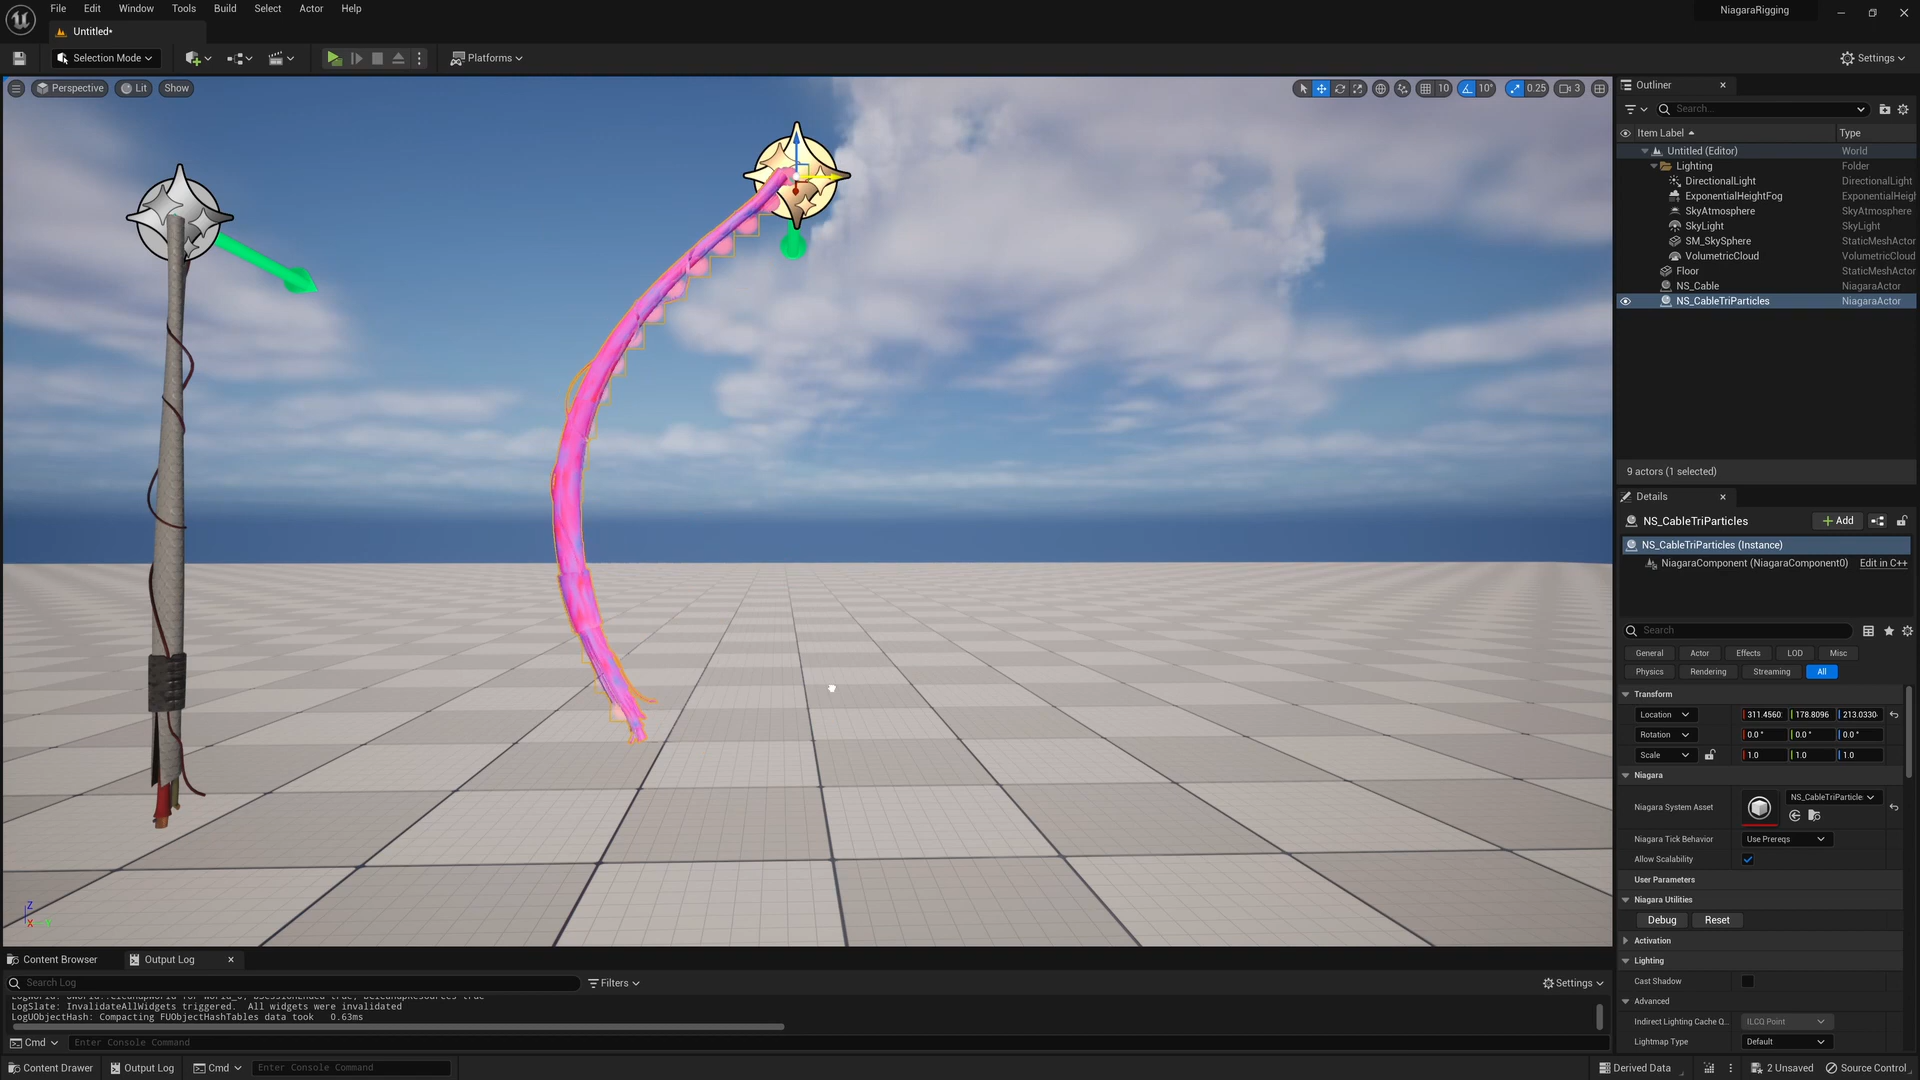 File Edit Window Tools Build Select Actor Help
NiagaraRigging
Untitled*
Selection Mode
Platforms
Settings
Perspective
Lit
Show
10
10°
0.25
3
Outliner
Search...
Item Label
Type
Untitled (Editor) World
Lighting Folder
DirectionalLight DirectionalLight
ExponentialHeightFog ExponentialHeigh
SkyAtmosphere SkyAtmosphere
SkyLight SkyLight
SM_SkySphere StaticMeshActor
VolumetricCloud VolumetricCloud
Floor StaticMeshActor
NS_Cable NiagaraActor
NS_CableTriParticles NiagaraActor
9 actors (1 selected)
Details
NS_CableTriParticles
Add
NS_CableTriParticles (Instance)
NiagaraComponent (NiagaraComponent0) Edit in C++
Search
General Actor Effects LOD Misc
Physics Rendering Streaming All
Transform
Location 311.4560 178.8096 213.0330
Rotation 0.0° 0.0° 0.0°
Scale 1.0 1.0 1.0
Niagara
Niagara System Asset NS_CableTriParticle
Niagara Tick Behavior Use Prereqs
Allow Scalability
User Parameters
Niagara Utilities
Debug Reset
Activation
Lighting
Cast Shadow
Advanced
Indirect Lighting Cache Q... ILCQ Point
Lightmap Type Default
Z
X
Content Browser
Output Log
Search Log
Filters
Settings
LogSlate: InvalidateAllWidgets triggered. All widgets were invalidated
LogUObjectHash: Compacting FUObjectHashTables data took 0.63ms
Cmd Enter Console Command
Content Drawer
Output Log
Cmd
Enter Console Command
Derived Data
2 Unsaved
Source Control